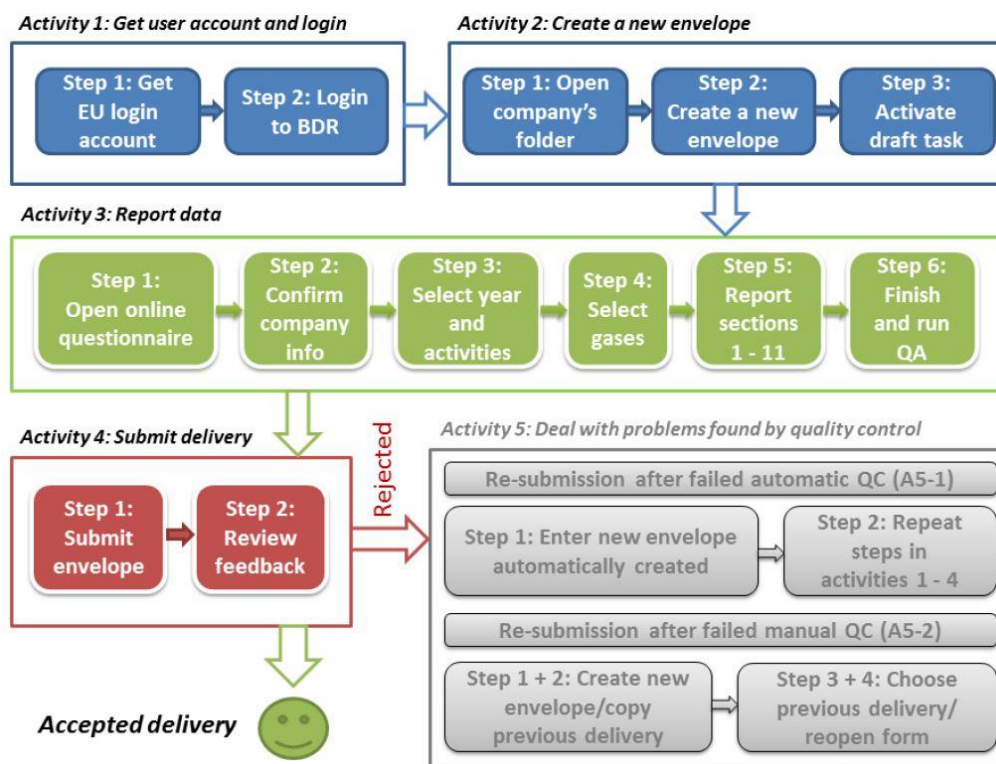 Activity 1: Get user account and login
Step 1: Get
EU login
account
Step 2: Login
to BDR
Activity 2: Create a new envelope
Step 1: Open
company's
folder
Step 2:
Create a new
envelope
Step 3:
Activate
draft task
Activity 3: Report data
Step 1:
Open online
questionnaire
Step 2:
Confirm
company
info
Step 3:
Select year
and
activities
Step 4:
Select
gases
Step 5:
Report
sections
1 - 11
Step 6:
Finish
and run
QA
Activity 4: Submit delivery
Step 1:
Submit
envelope
Step 2:
Review
feedback
Rejected
Accepted delivery
Activity 5: Deal with problems found by quality control
Re-submission after failed automatic QC (A5-1)
Step 1: Enter new envelope
automatically created
Step 2: Repeat
steps in
activities 1 - 4
Re-submission after failed manual QC (A5-2)
Step 1 + 2: Create new
envelope/copy
previous delivery
Step 3 + 4: Choose
previous delivery/
reopen form